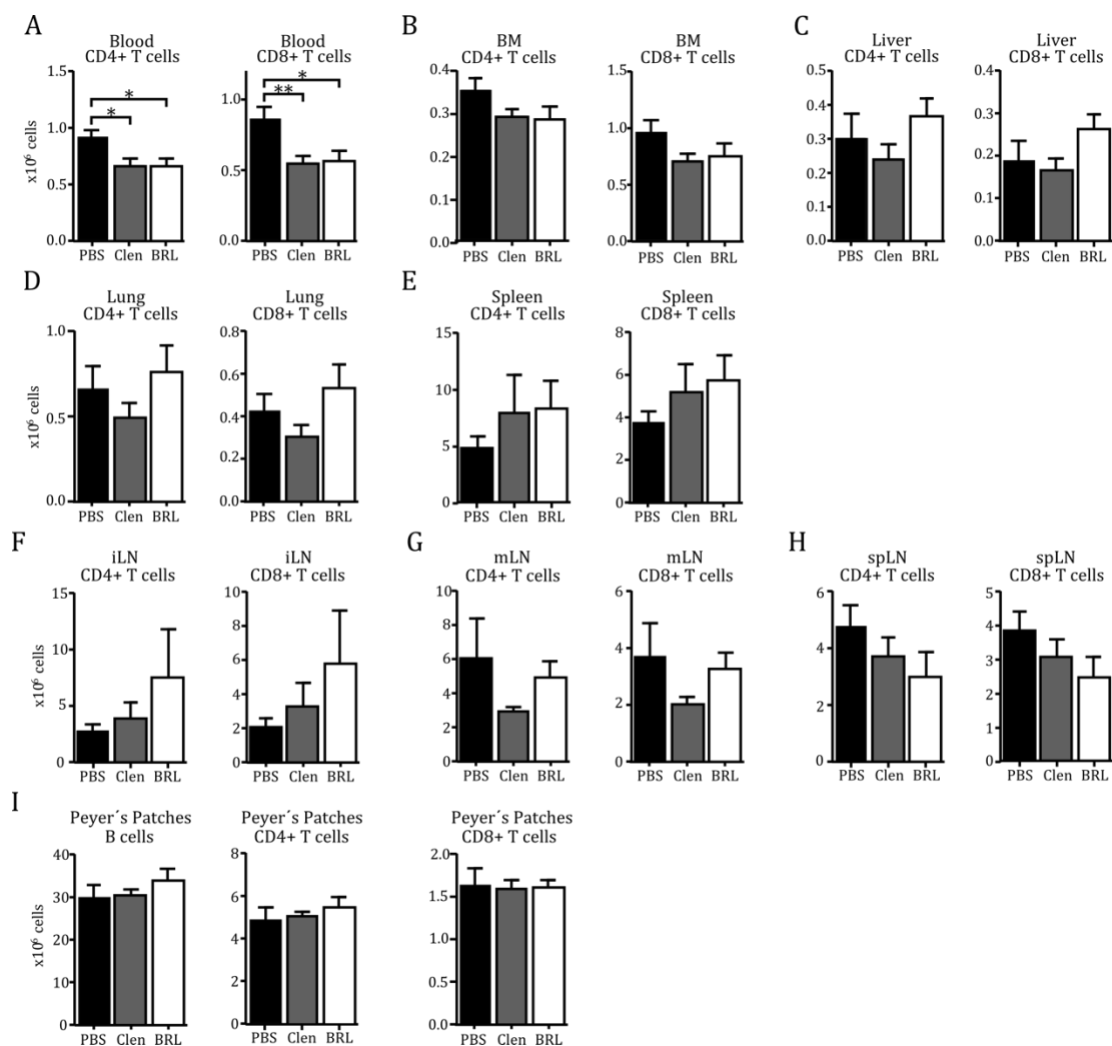 A
Blood
CD4+ T cells
x10⁶ cells
1.5
1.0
0.5
0.0
*
*
PBS Clen BRL
Blood
CD8+ T cells
1.0
0.5
0.0
*
**
PBS Clen BRL
B
BM
CD4+ T cells
0.4
0.3
0.3
0.1
0.0
PBS Clen BRL
BM
CD8+ T cells
1.5
1.0
0.5
0.0
PBS Clen BRL
C
Liver
CD4+ T cells
0.5
0.4
0.3
0.3
0.1
0.0
PBS Clen BRL
Liver
CD8+ T cells
0.4
0.3
0.2
0.1
0.0
PBS Clen BRL
D
Lung
CD4+ T cells
x10⁶ cells
1.0
0.5
0.0
PBS Clen BRL
Lung
CD8+ T cells
0.8
0.6
0.4
0.2
0.0
PBS Clen BRL
E
Spleen
CD4+ T cells
15
10
5
0
PBS Clen BRL
Spleen
CD8+ T cells
8
6
4
2
0
PBS Clen BRL
F
iLN
CD4+ T cells
x10⁶ cells
15
10
5
0
PBS Clen BRL
iLN
CD8+ T cells
10
8
6
4
2
0
PBS Clen BRL
G
mLN
CD4+ T cells
10
8
6
4
2
0
PBS Clen BRL
mLN
CD8+ T cells
6
4
2
0
PBS Clen BRL
H
spLN
CD4+ T cells
6
4
2
0
PBS Clen BRL
spLN
CD8+ T cells
5
4
3
2
1
0
PBS Clen BRL
I
Peyer´s Patches
B cells
x10⁶ cells
40
30
30
10
0
PBS Clen BRL
Peyer´s Patches
CD4+ T cells
8
6
4
2
0
PBS Clen BRL
Peyer´s Patches
CD8+ T cells
2.0
1.5
1.0
0.5
0.0
PBS Clen BRL